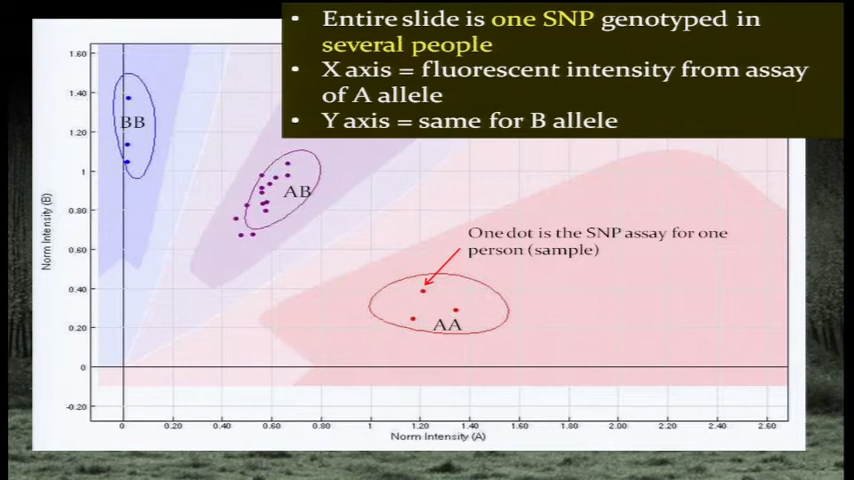 • Entire slide is one SNP genotyped in
several people
• X axis = fluorescent intensity from assay
of A allele
• Y axis = same for B allele
1.60
1.40
1.20
1
0.80
0.60
0.40
0.20
0
-0.20
Norm Intensity (B)
BB
AB
One dot is the SNP assay for one
person (sample)
AA
0 0.20 0.40 0.60 0.80 1 1.20 1.40 1.60 1.80 2.00 2.20 2.40 2.60
Norm Intensity (A)